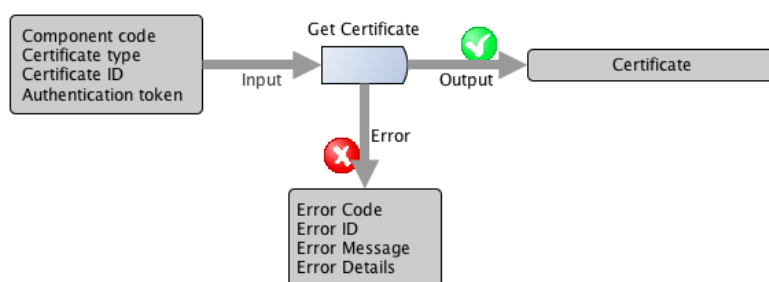 Component code
Certificate type
Certificate ID
Authentication token
Input
Get Certificate
Output
Certificate
Error
Error Code
Error ID
Error Message
Error Details